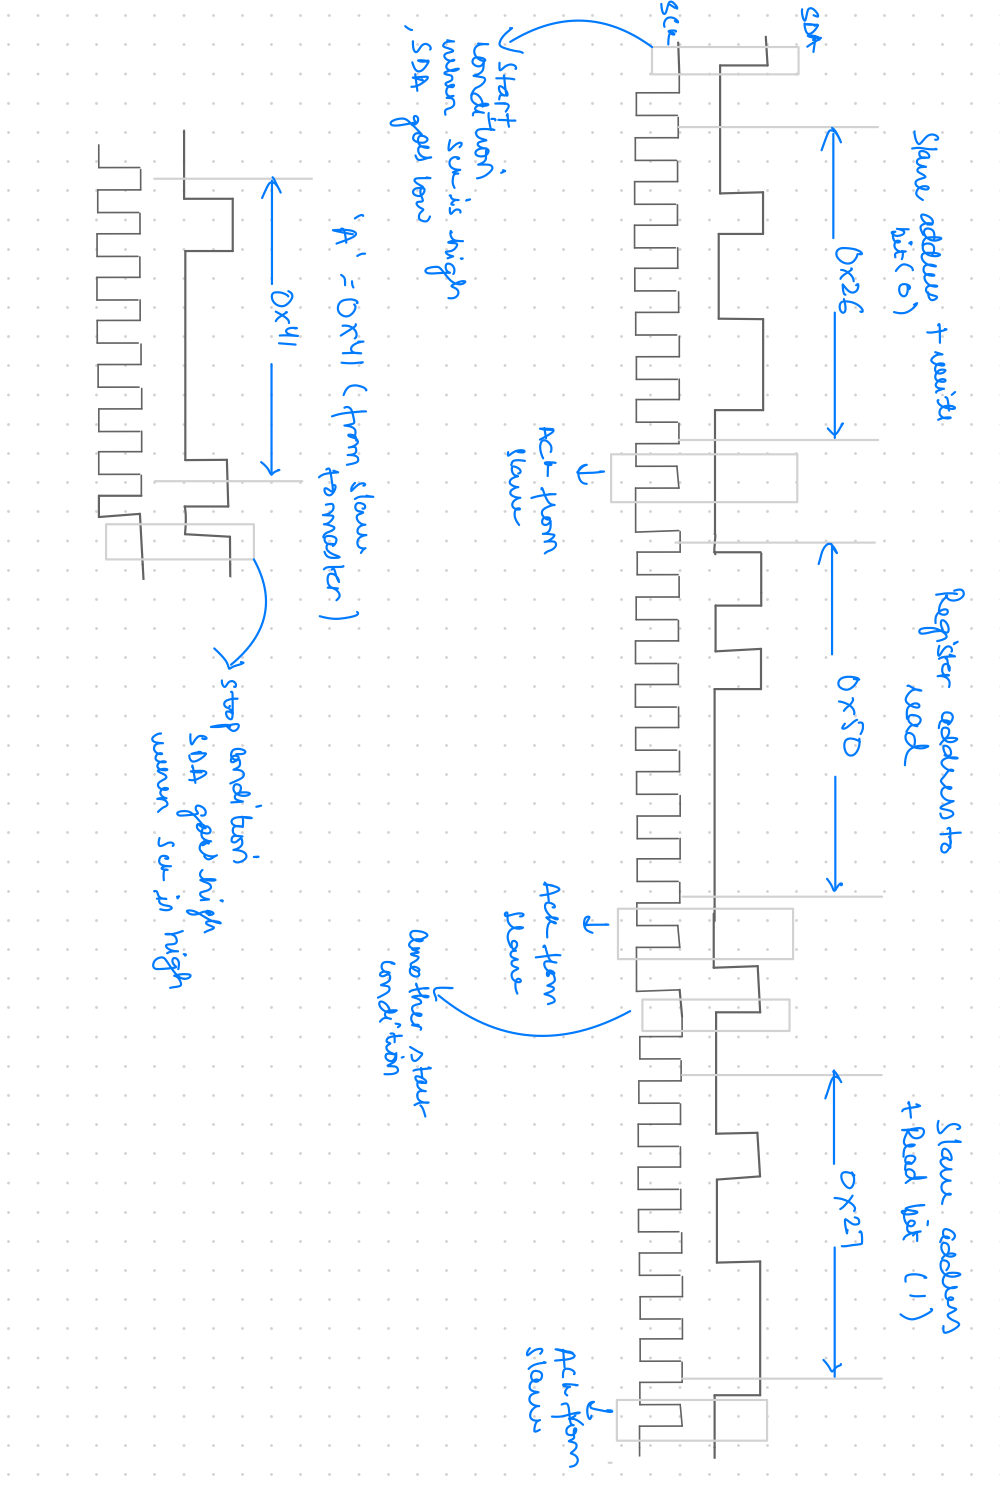 SDA
SCL
Slave address + write
bit (0)
0x26
Start
condition
when SCL is high
, SDA goes low
Ack from
slave
Register address to
read
0x50
Ack from
slave
Another start
condition
Slave address
+ Read bit (1)
0x27
Ack from
slave
'A' = 0x41 (from slave
to master)
0x41
stop condition
SDA goes high
when SCL is high